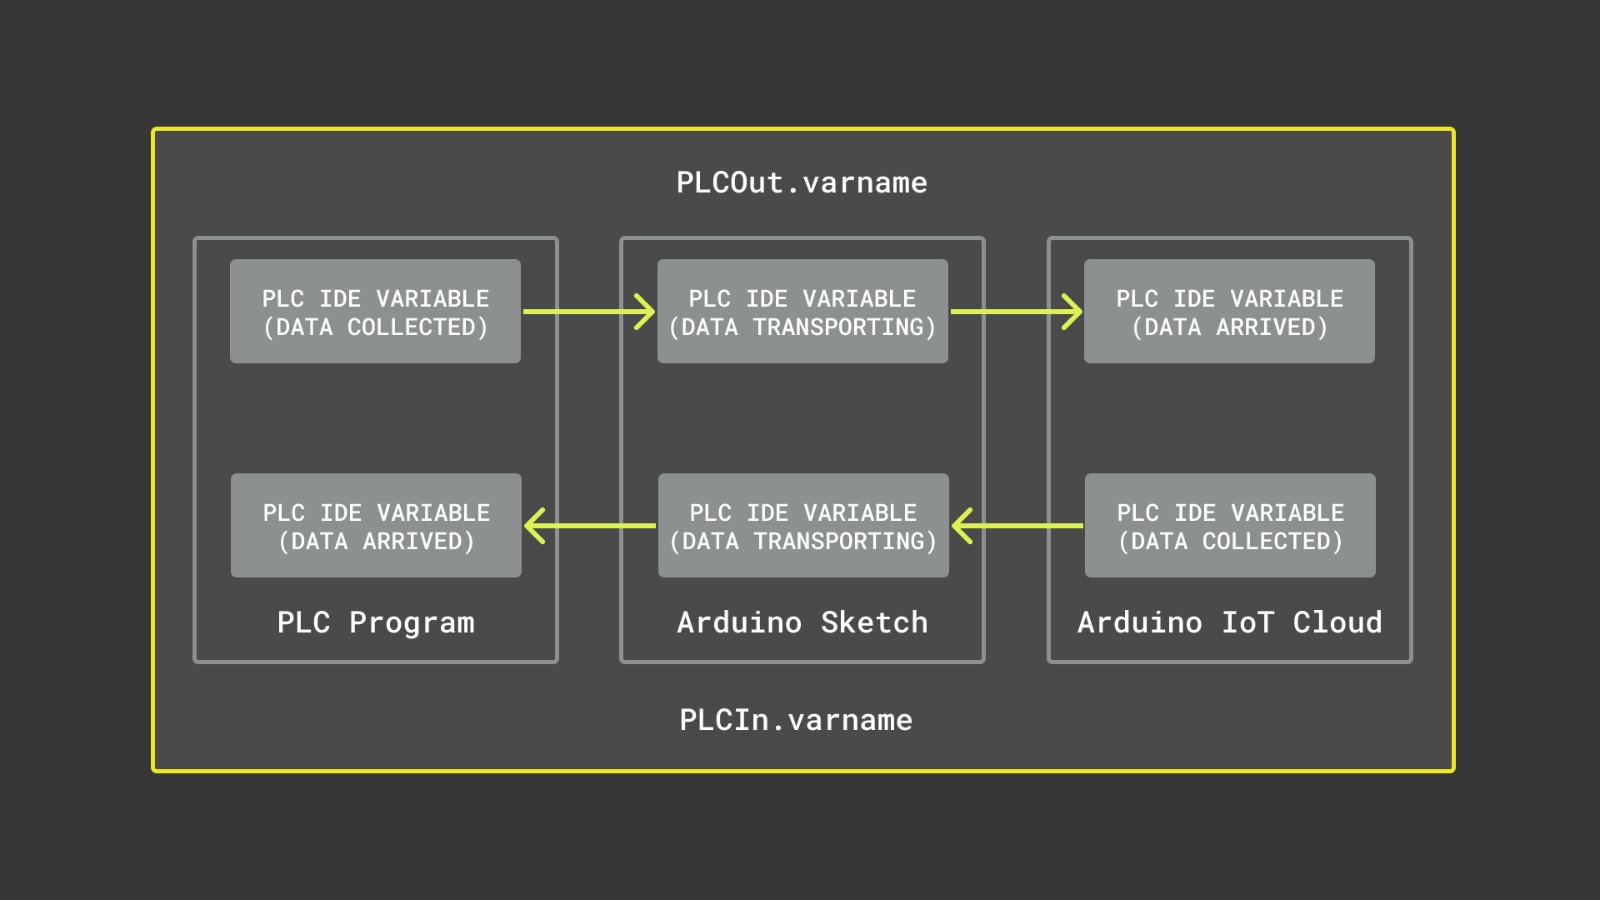 PLCOut.varname
PLC IDE VARIABLE
(DATA COLLECTED)
PLC IDE VARIABLE
(DATA TRANSPORTING)
PLC IDE VARIABLE
(DATA ARRIVED)
PLC IDE VARIABLE
(DATA ARRIVED)
PLC IDE VARIABLE
(DATA TRANSPORTING)
PLC IDE VARIABLE
(DATA COLLECTED)
PLC Program
Arduino Sketch
Arduino IoT Cloud
PLCIn.varname